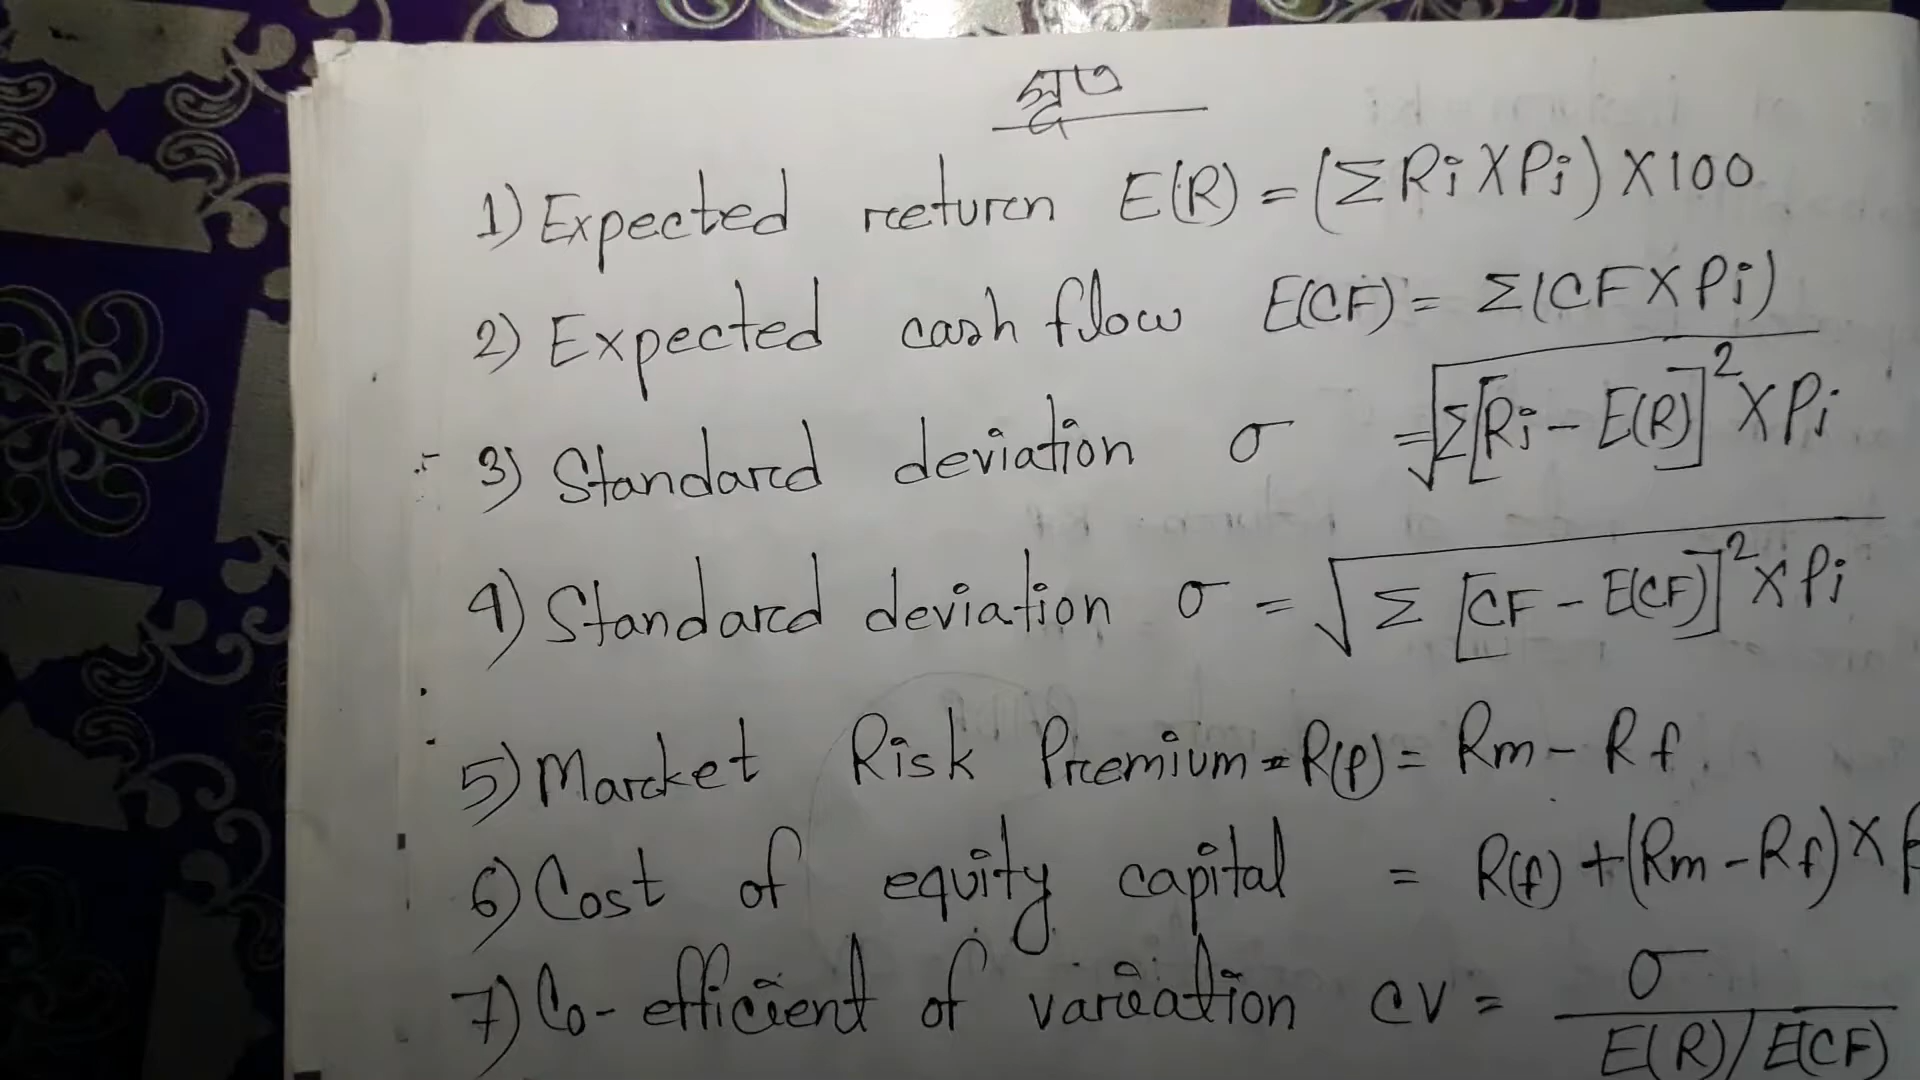 সূত্র
1) Expected return E(R) = (Σ Ri X Pi) X 100
2) Expected cash flow E(CF) = Σ(CF X Pi)
3) Standard deviation σ = √Σ[Ri - E(R)]² X Pi
4) Standard deviation σ = √Σ [CF - E(CF)]² X Pi
5) Market Risk Premium = R(P) = Rm - Rf
6) Cost of equity capital = R(f) + (Rm - Rf) X β
7) Co-efficient of variation CV = σ
E(R)/E(CF)